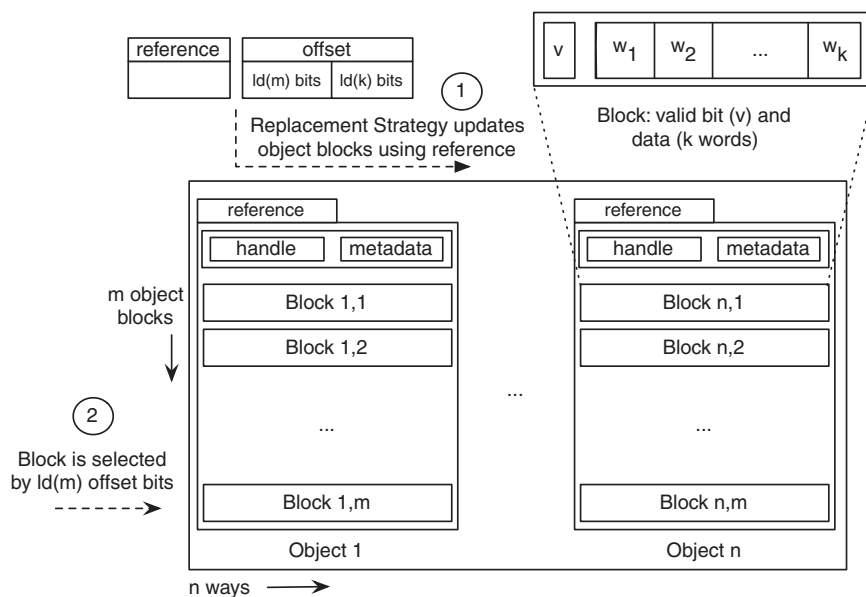 reference
offset
ld(m) bits
ld(k) bits
1
Replacement Strategy updates
object blocks using reference
v
w1
w2
...
wk
Block: valid bit (v) and
data (k words)
reference
handle
metadata
Block 1,1
Block 1,2
...
Block 1,m
Object 1
...
reference
handle
metadata
Block n,1
Block n,2
...
Block n,m
Object n
m object
blocks
2
Block is selected
by ld(m) offset bits
n ways